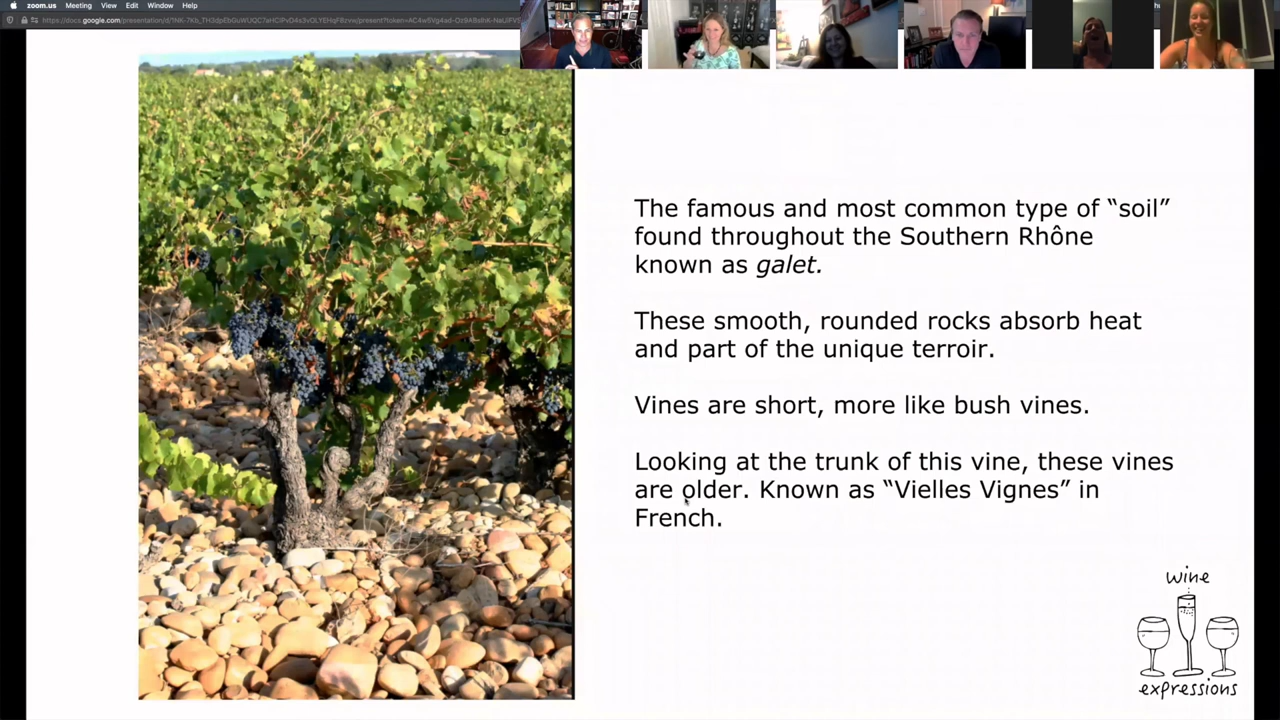 zoom.us Meeting View Edit Window Help
The famous and most common type of “soil”
found throughout the Southern Rhône
known as galet.
These smooth, rounded rocks absorb heat
and part of the unique terroir.
Vines are short, more like bush vines.
Looking at the trunk of this vine, these vines
are older. Known as “Vielles Vignes” in
French.
wine
expressions